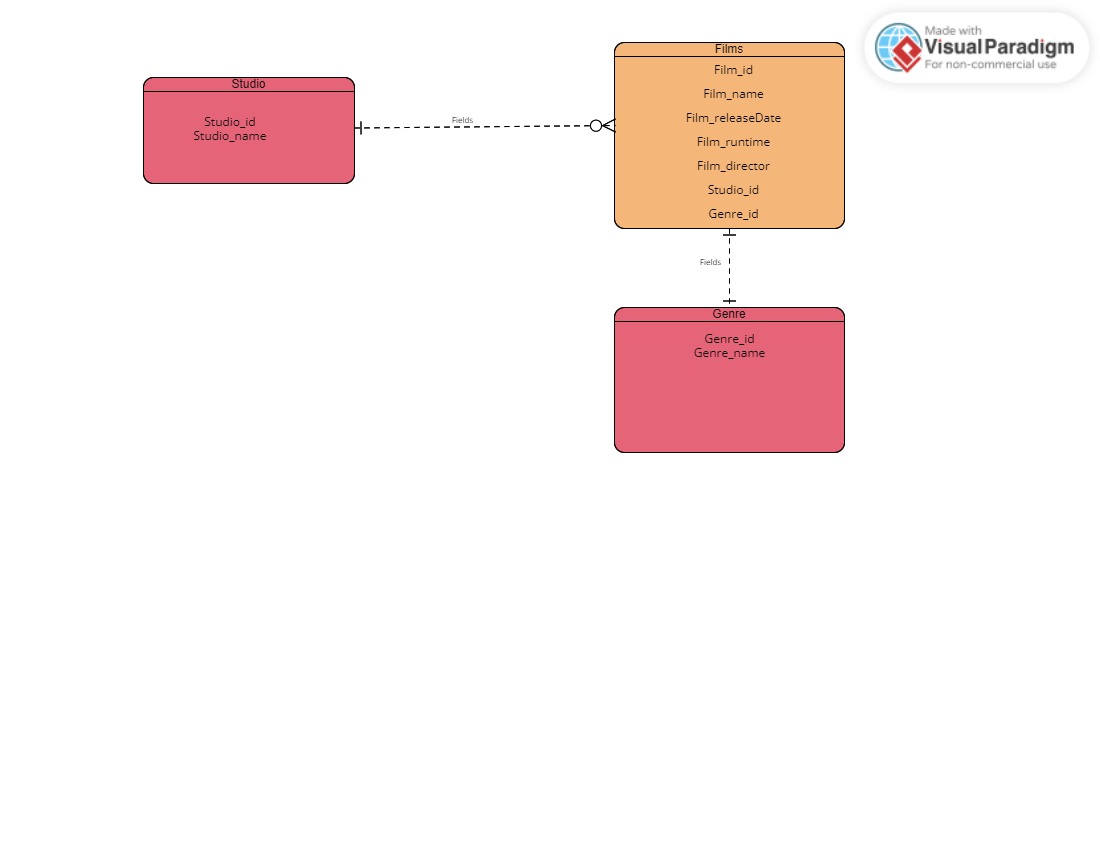 Made with
Visual Paradigm
For non-commercial use
Studio
Studio_id
Studio_name
Fields
Films
Film_id
Film_name
Film_releaseDate
Film_runtime
Film_director
Studio_id
Genre_id
Fields
Genre
Genre_id
Genre_name